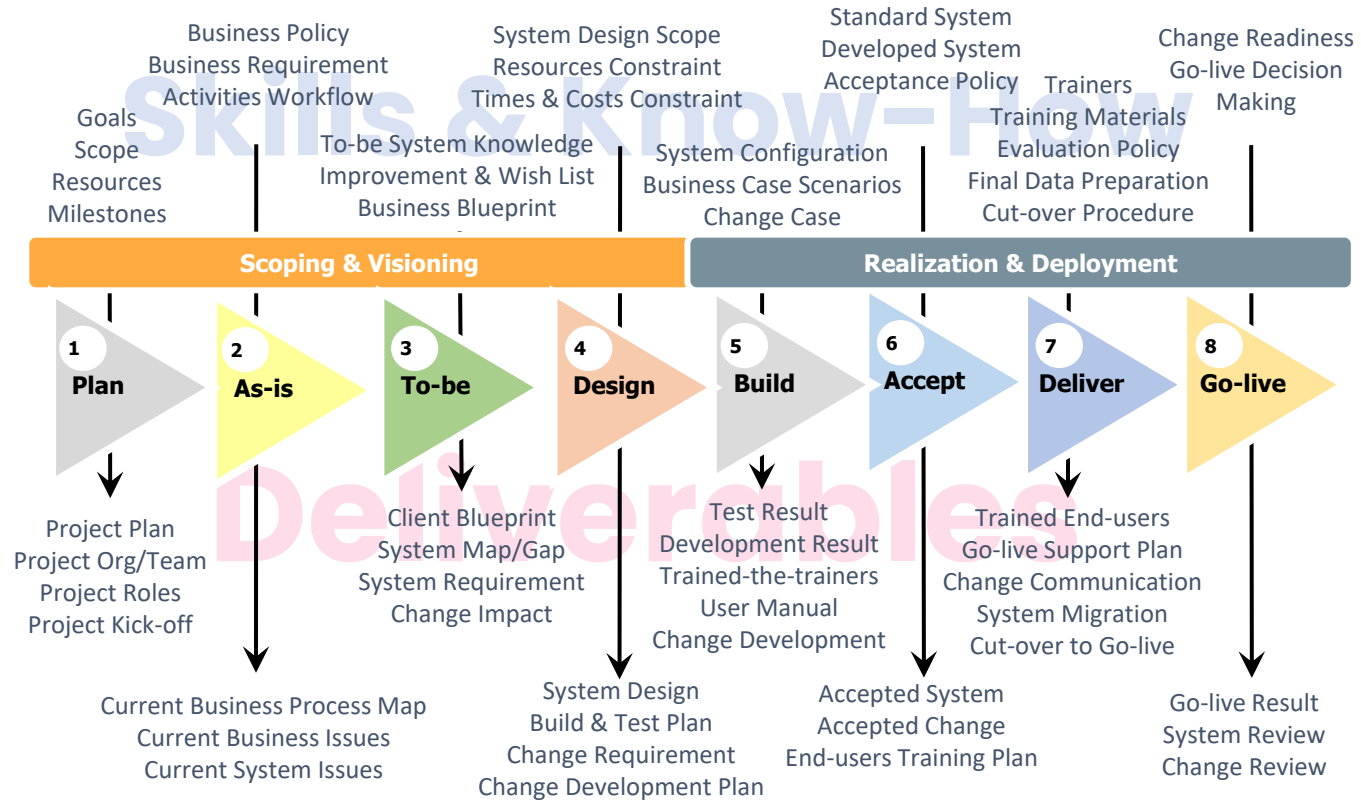 Skills & Know-How
Goals
Scope
Resources
Milestones
Business Policy
Business Requirement
Activities Workflow
To-be System Knowledge
Improvement & Wish List
Business Blueprint
System Design Scope
Resources Constraint
Times & Costs Constraint
System Configuration
Business Case Scenarios
Change Case
Standard System
Developed System
Acceptance Policy
Trainers
Training Materials
Evaluation Policy
Final Data Preparation
Cut-over Procedure
Change Readiness
Go-live Decision
Making
Scoping & Visioning
Realization & Deployment
1
Plan
2
As-is
3
To-be
4
Design
5
Build
6
Accept
7
Deliver
8
Go-live
Deliverables
Project Plan
Project Org/Team
Project Roles
Project Kick-off
Current Business Process Map
Current Business Issues
Current System Issues
Client Blueprint
System Map/Gap
System Requirement
Change Impact
System Design
Build & Test Plan
Change Requirement
Change Development Plan
Test Result
Development Result
Trained-the-trainers
User Manual
Change Development
Accepted System
Accepted Change
End-users Training Plan
Trained End-users
Go-live Support Plan
Change Communication
System Migration
Cut-over to Go-live
Go-live Result
System Review
Change Review